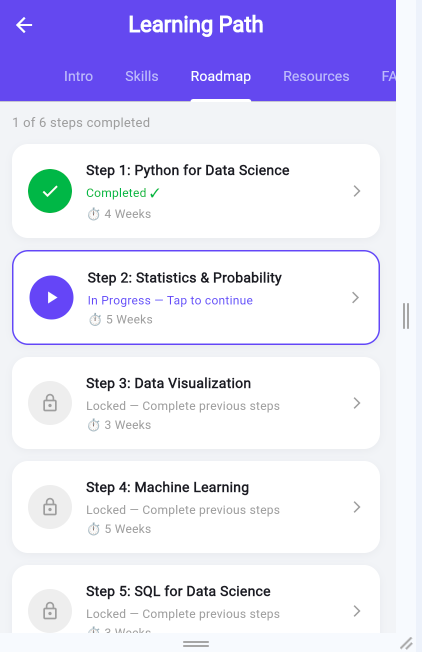 Learning Path
Intro Skills Roadmap Resources FA
1 of 6 steps completed
Step 1: Python for Data Science
Completed ✓
⏱ 4 Weeks
Step 2: Statistics & Probability
In Progress — Tap to continue
⏱ 5 Weeks
Step 3: Data Visualization
Locked — Complete previous steps
⏱ 3 Weeks
Step 4: Machine Learning
Locked — Complete previous steps
⏱ 5 Weeks
Step 5: SQL for Data Science
Locked — Complete previous steps
⏱ 3 Weeks